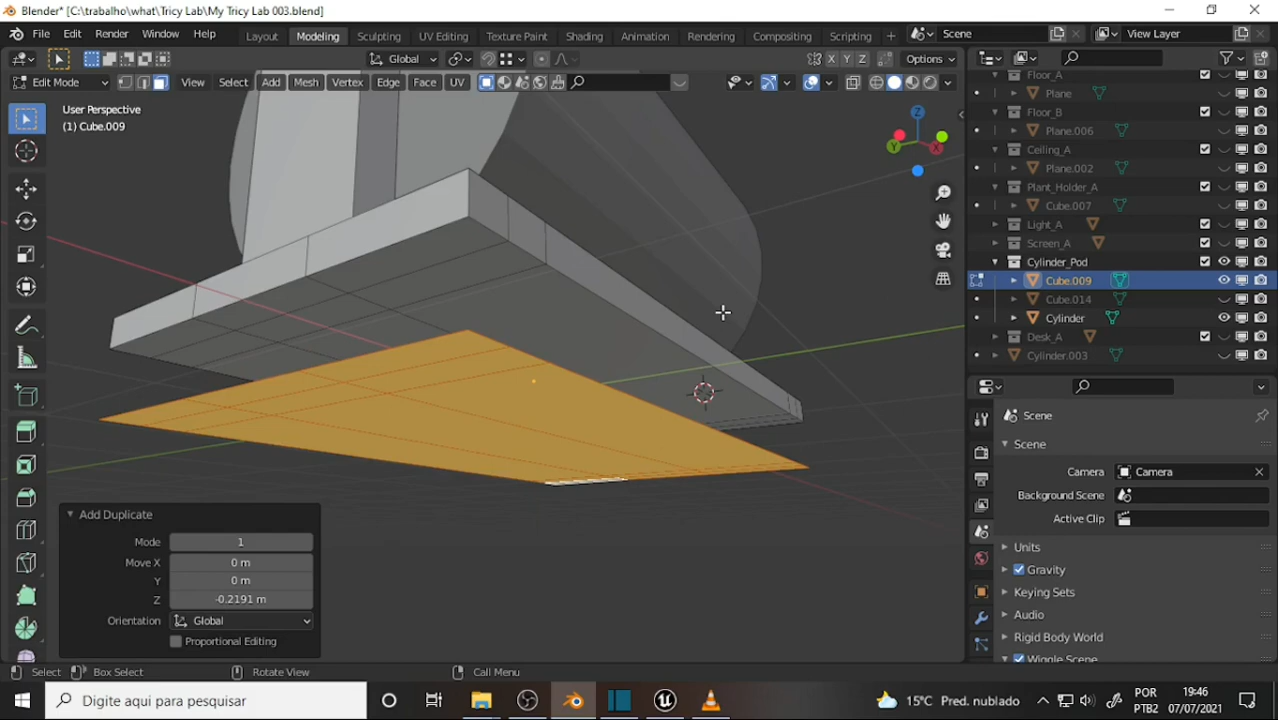 Blender* [C:\trabalho\what\Tricy Lab\My Tricy Lab 003.blend]
File Edit Render Window Help Layout Modeling Sculpting UV Editing Texture Paint Shading Animation Rendering Compositing Scripting + Scene View Layer
Global X Y Z Options
Edit Mode View Select Add Mesh Vertex Edge Face UV
User Perspective
(1) Cube.009
Z
Y
X
Floor_A
Plane
Floor_B
Plane.006
Ceiling_A
Plane.002
Plant_Holder_A
Cube.007
Light_A
Screen_A
Cylinder_Pod
Cube.009
Cube.014
Cylinder
Desk_A
Cylinder.003
Scene
Scene
Camera Camera
Background Scene
Active Clip
Units
Gravity
Keying Sets
Audio
Rigid Body World
Wiggle Scene
Add Duplicate
Mode 1
Move X 0 m
Y 0 m
Z -0.2191 m
Orientation Global
Proportional Editing
Select Box Select Rotate View Call Menu
Digite aqui para pesquisar
15°C Pred. nublado
POR
PTB2
19:46
07/07/2021